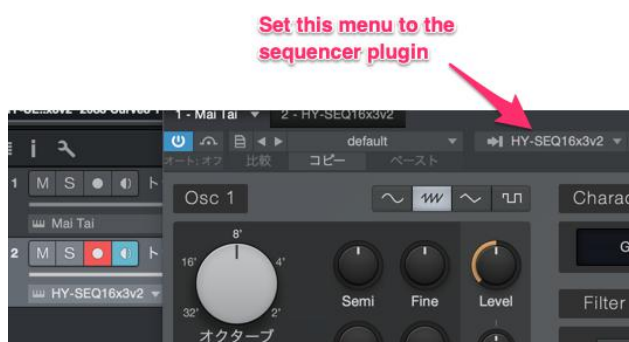 Set this menu to the
sequencer plugin
1 - Mai Tai
2 - HY-SEQ16x3v2
default
HY-SEQ16x3v2
オート:オフ
比較
コピー
ペースト
1 M S
Mai Tai
2 M S
HY-SEQ16x3v2
Osc 1
Charac
8'
16'
4'
32'
2'
オクターブ
Semi
Fine
Level
G
Filter